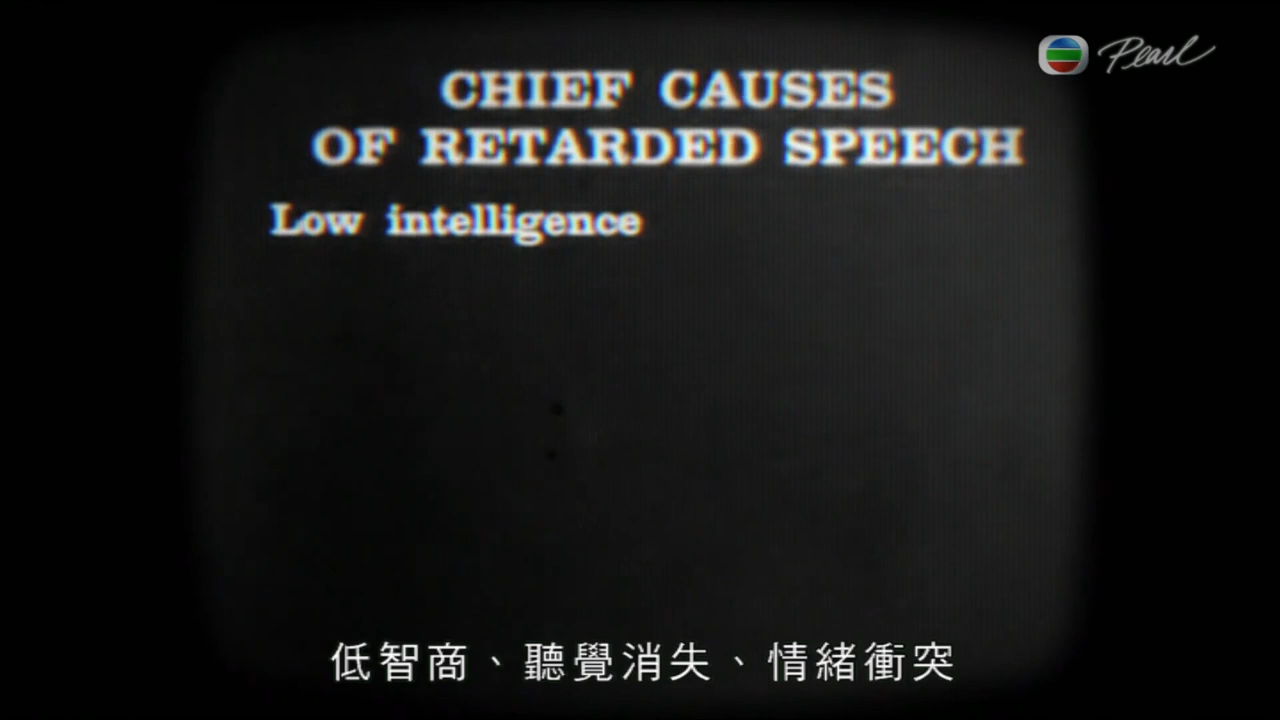 Pearl
CHIEF CAUSES
OF RETARDED SPEECH
Low intelligence
低智商、聽覺消失、情緒衝突